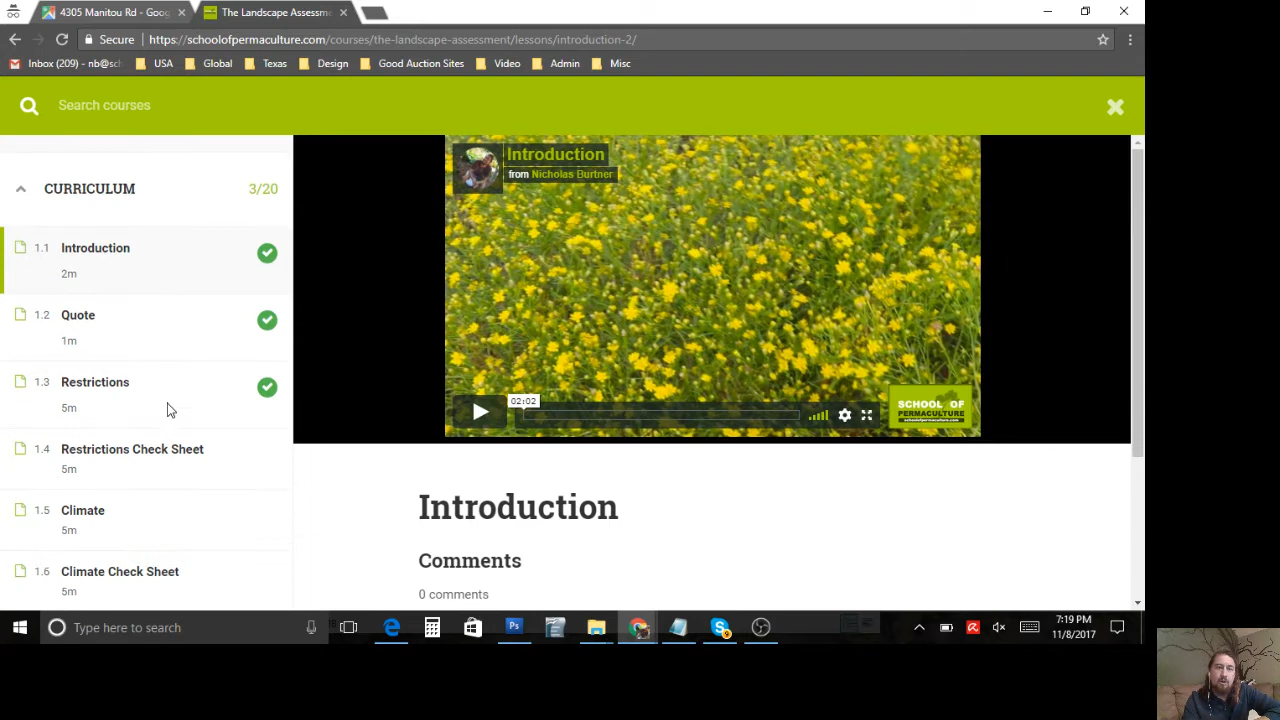 4305 Manitou Rd - Goog
The Landscape Assessm
Secure
https://schoolofpermaculture.com/courses/the-landscape-assessment/lessons/introduction-2/
Inbox (209) - nb@sch
USA
Global
Texas
Design
Good Auction Sites
Video
Admin
Misc
Search courses
CURRICULUM 3/20
1.1 Introduction
2m
1.2 Quote
1m
1.3 Restrictions
5m
1.4 Restrictions Check Sheet
5m
1.5 Climate
5m
1.6 Climate Check Sheet
5m
Introduction
from Nicholas Burtner
02:02
SCHOOL OF
PERMACULTURE
schoolofpermaculture.com
Introduction
Comments
0 comments
Type here to search
7:19 PM
11/8/2017